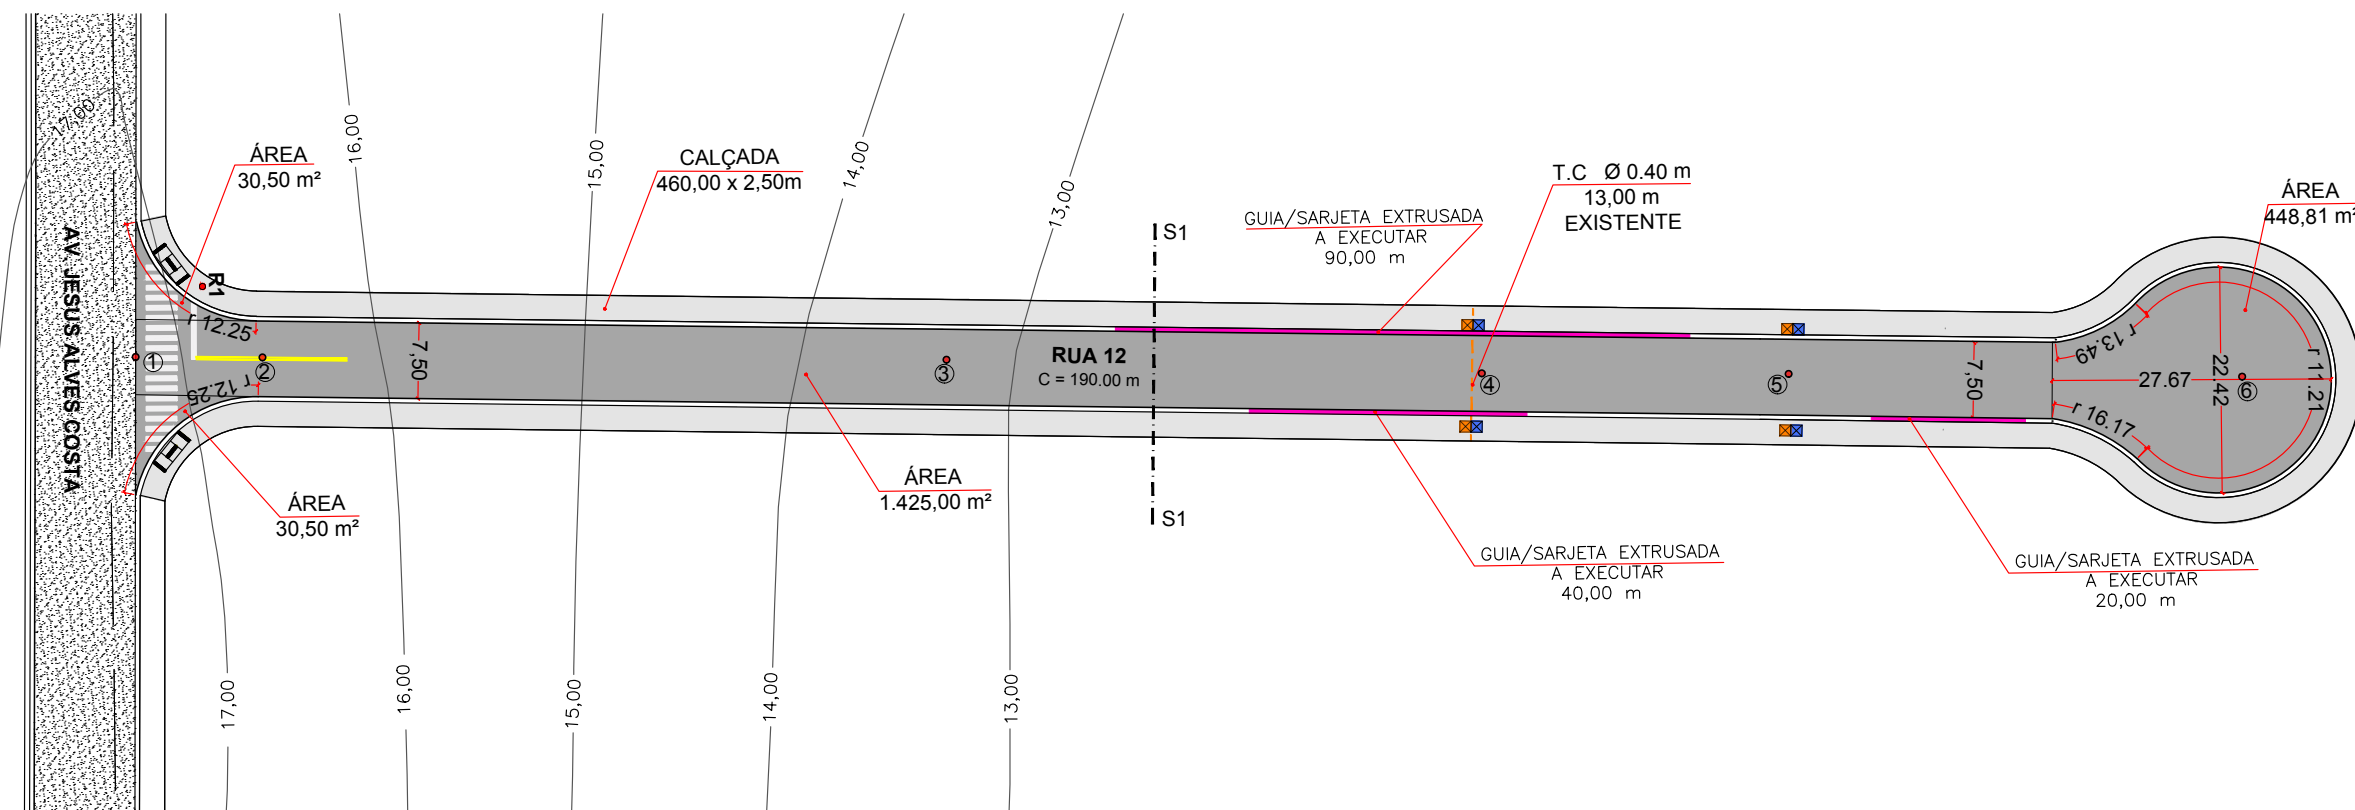 17,00
16,00
15,00
14,00
13,00
ÁREA
30,50 m²
CALÇADA
460,00 x 2,50m
S1
GUIA/SARJETA EXTRUSADA
A EXECUTAR
90,00 m
T.C Ø 0.40 m
13,00 m
EXISTENTE
ÁREA
448,81 m²
AV. JESUS ALVES COSTA
R1
r 12.25
1
2
r 12.25
7,50
3
RUA 12
C = 190.00 m
4
5
7,50
r 13.49
27.67
22.42
r 11.21
6
r 16.17
ÁREA
30,50 m²
ÁREA
1.425,00 m²
S1
GUIA/SARJETA EXTRUSADA
A EXECUTAR
40,00 m
GUIA/SARJETA EXTRUSADA
A EXECUTAR
20,00 m
17,00
16,00
15,00
14,00
13,00